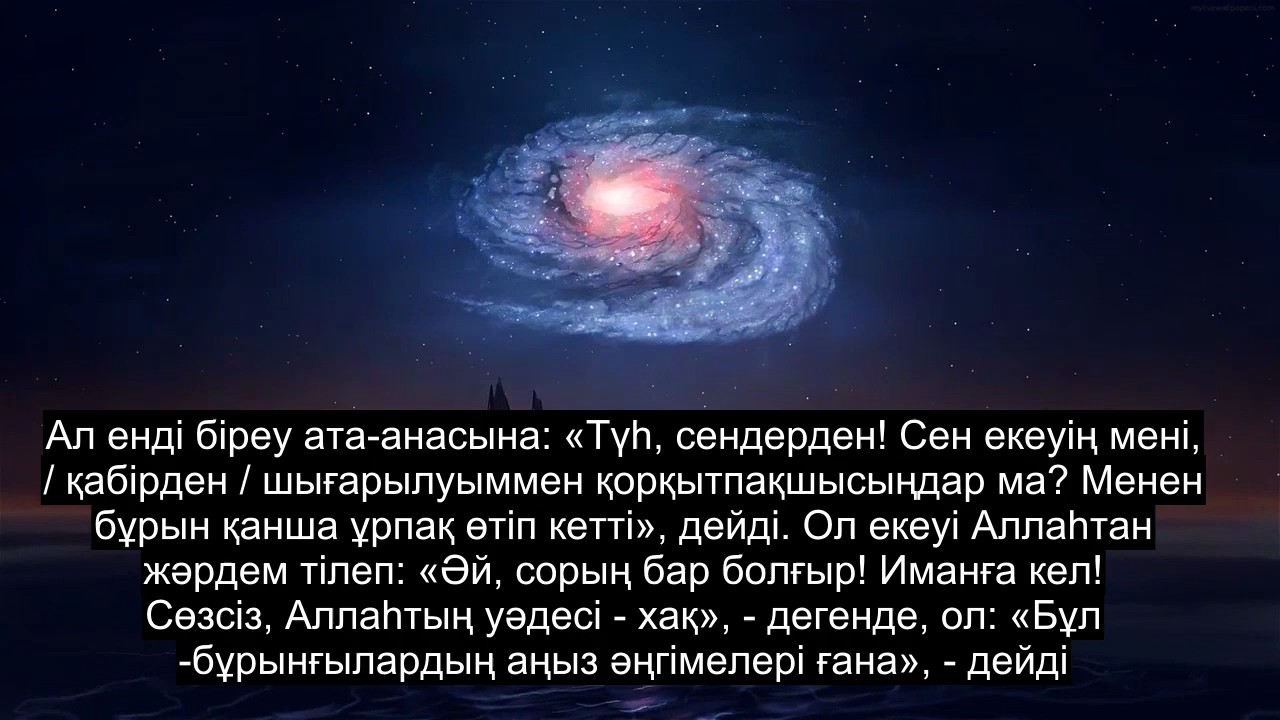 Ал енді біреу ата-анасына: «Түһ, сендерден! Сен екеуің мені,
/ қабірден / шығарылуыммен қорқытпақшысыңдар ма? Менен
бұрын қанша ұрпақ өтіп кетті», дейді. Ол екеуі Аллаһтан
жәрдем тілеп: «Әй, сорың бар болғыр! Иманға кел!
Сөзсіз, Аллаһтың уәдесі - хақ», - дегенде, ол: «Бұл
-бұрынғылардың аңыз әңгімелері ғана», - дейді